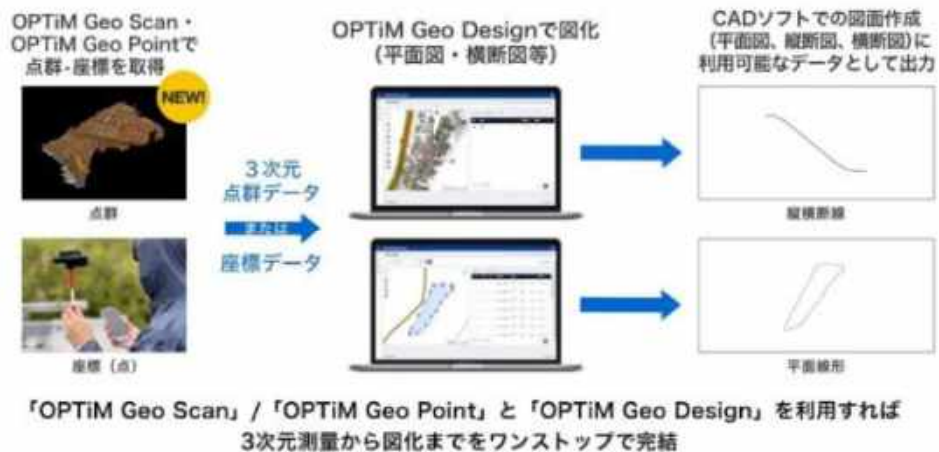 OPTiM Geo Scan・
OPTiM Geo Pointで
点群・座標を取得
NEW!
点群
座標（点）
3次元
点群データ
または
座標データ
OPTiM Geo Designで図化
（平面図・横断図等）
CADソフトでの図面作成
（平面図、縦断図、横断図）に
利用可能なデータとして出力
縦横断線
平面線形
「OPTiM Geo Scan」/「OPTiM Geo Point」と「OPTiM Geo Design」を利用すれば
3次元測量から図化までをワンストップで完結